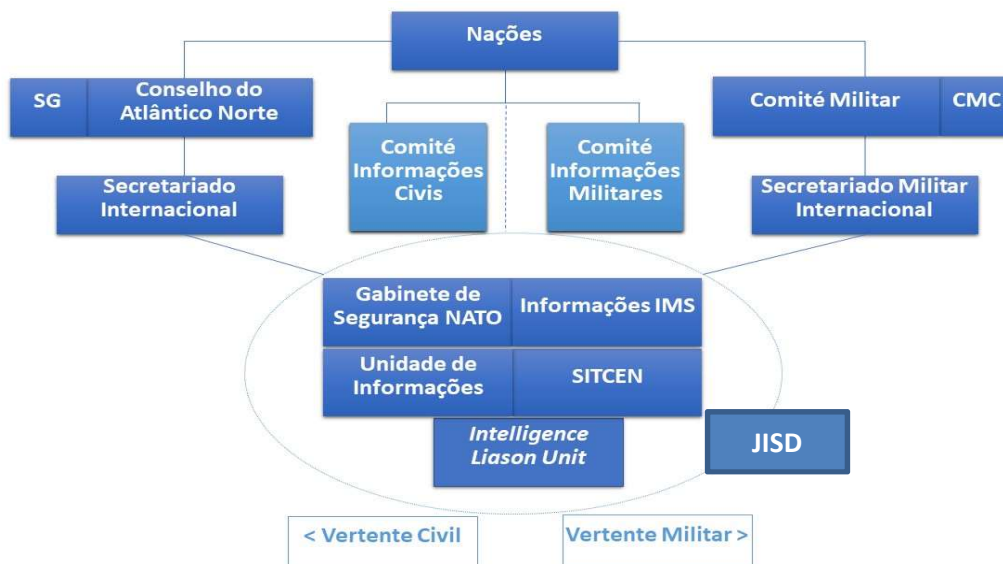 Nações
SG
Conselho do
Atlântico Norte
Comité Militar
CMC
Comité
Informações
Civis
Comité
Informações
Militares
Secretariado
Internacional
Secretariado Militar
Internacional
Gabinete de
Segurança NATO
Informações IMS
Unidade de
Informações
SITCEN
Intelligence
Liason Unit
JISD
< Vertente Civil
Vertente Militar >